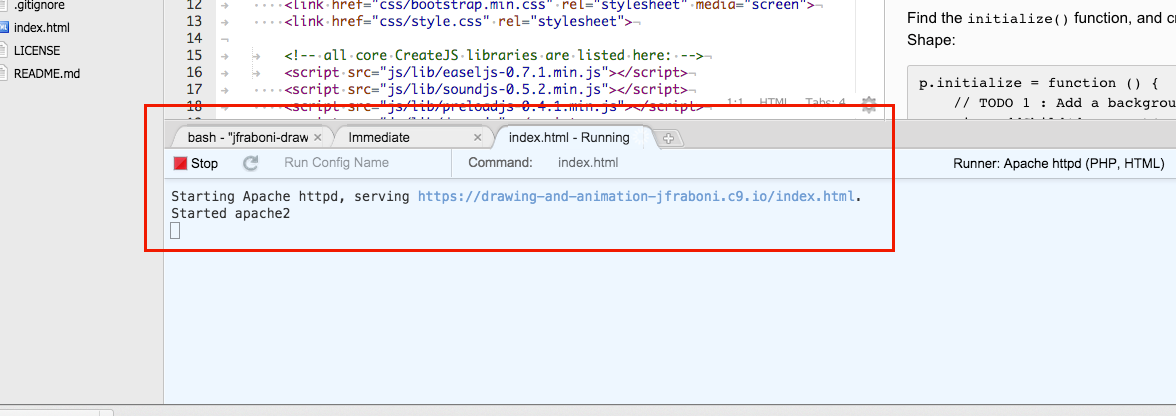 .gitignore
index.html
LICENSE
README.md
12 <link href="css/bootstrap.min.css" rel="stylesheet" media="screen">
13 <link href="css/style.css" rel="stylesheet">
14
15 <!-- all core CreateJS libraries are listed here: -->
16 <script src="js/lib/easeljs-0.7.1.min.js"></script>
17 <script src="js/lib/soundjs-0.5.2.min.js"></script>
18 <script src="js/lib/preloadjs-0.4.1.min.js"></script>
1:1 HTML Tabs: 4
Find the initialize() function, and
Shape:
p.initialize = function () {
// TODO 1 : Add a
bash - "jfraboni-draw × Immediate × index.html - Running
Stop Run Config Name Command: index.html Runner: Apache httpd (PHP, HTML)
Starting Apache httpd, serving https://drawing-and-animation-jfraboni.c9.io/index.html.
Started apache2